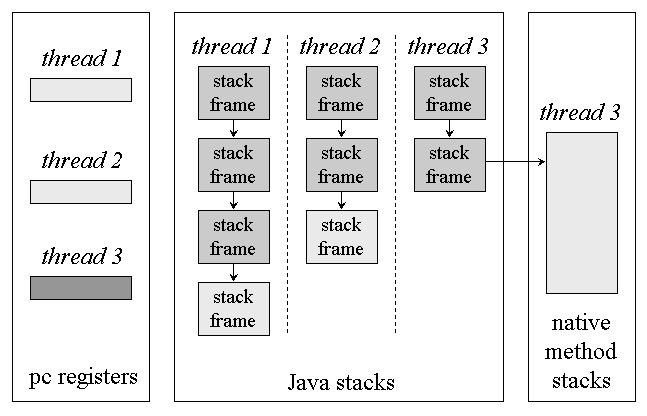 thread 1
thread 2
thread 3
pc registers
thread 1
stack
frame
stack
frame
stack
frame
stack
frame
thread 2
stack
frame
stack
frame
stack
frame
thread 3
stack
frame
stack
frame
Java stacks
thread 3
native
method
stacks